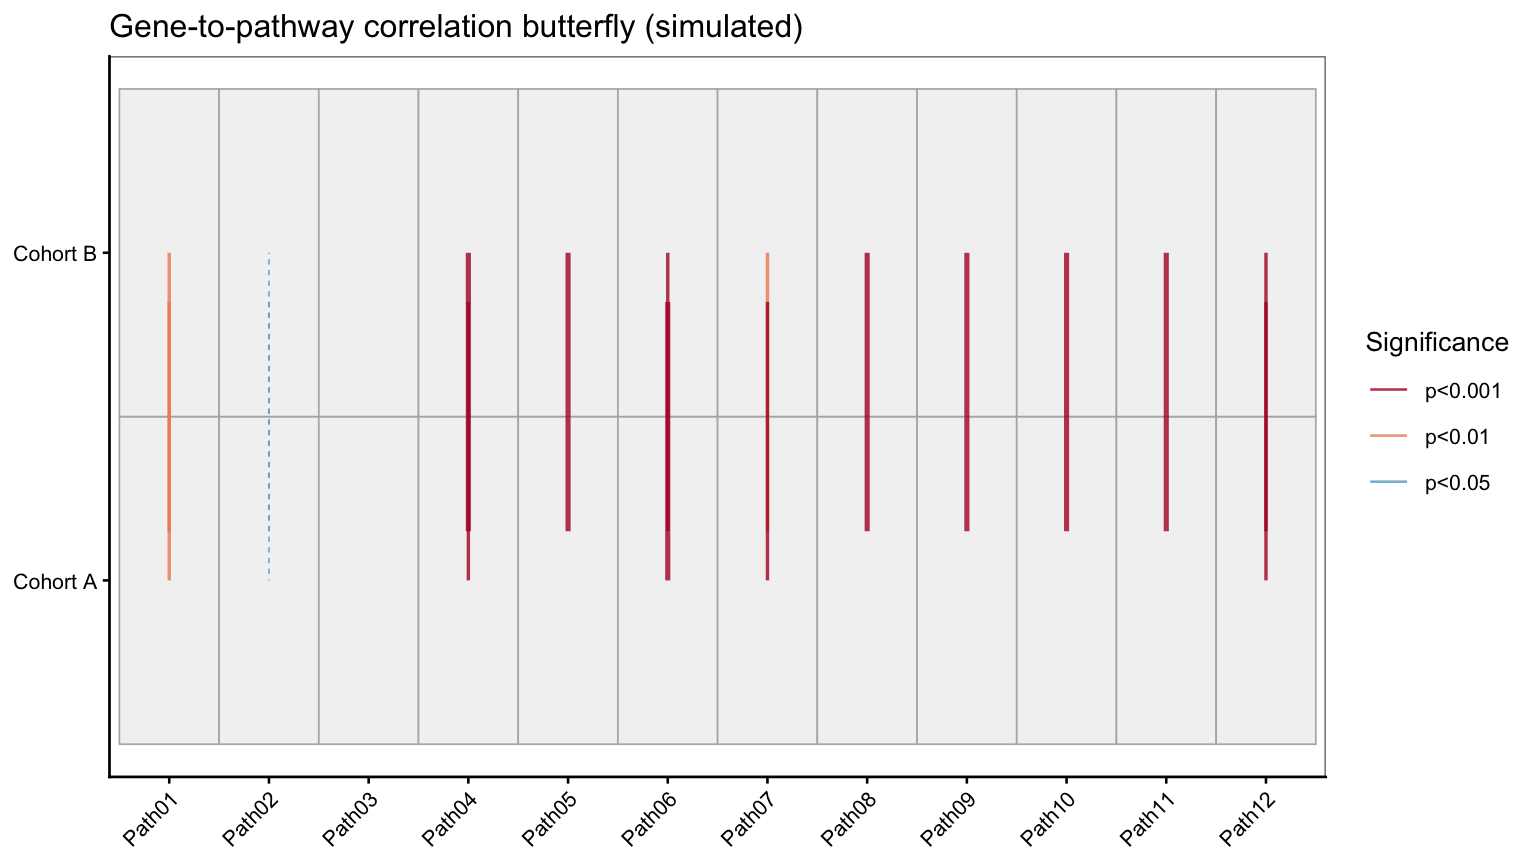 Gene-to-pathway correlation butterfly (simulated)
Cohort B
Cohort A
Path01
Path02
Path03
Path04
Path05
Path06
Path07
Path08
Path09
Path10
Path11
Path12
Significance
p<0.001
p<0.01
p<0.05